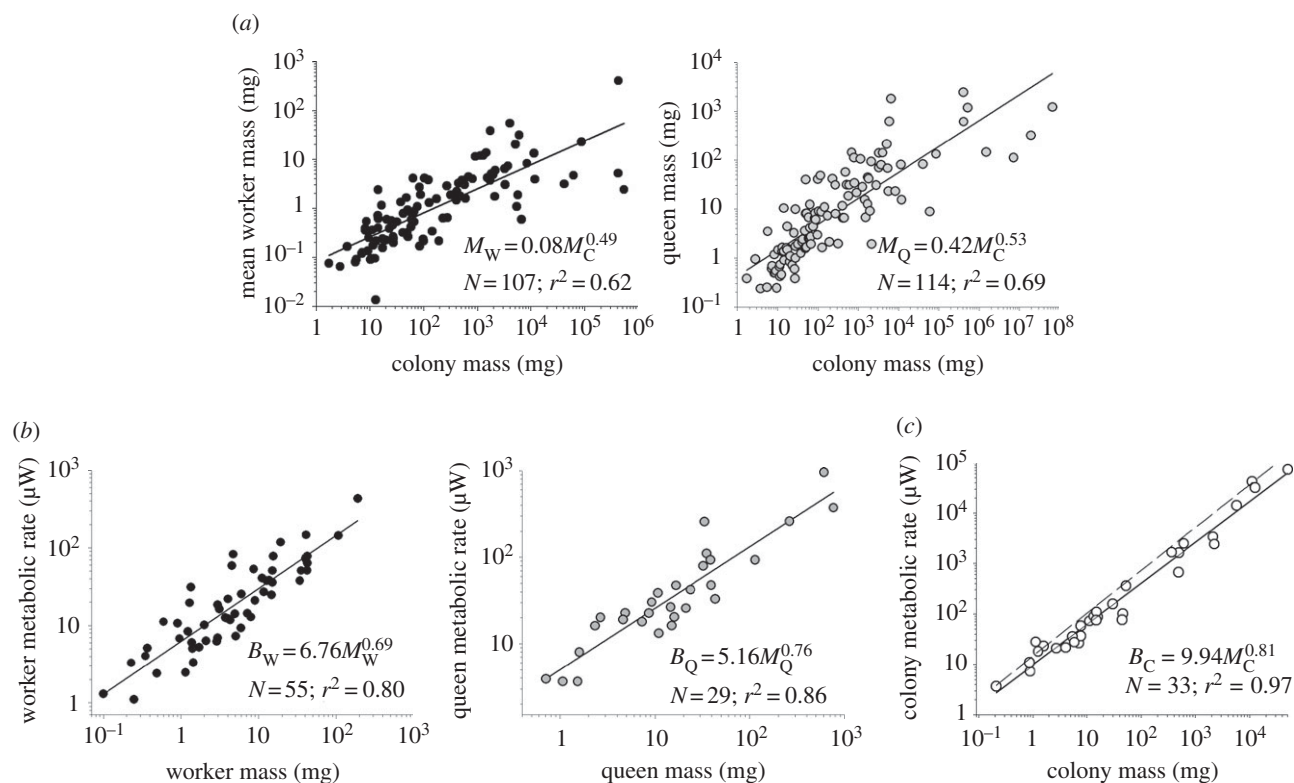 (a)
mean worker mass (mg)
10^3
10^2
10
1
10^−1
10^−2
1 10 10^2 10^3 10^4 10^5 10^6
colony mass (mg)
M_W = 0.08M_C^0.49
N = 107; r^2 = 0.62
queen mass (mg)
10^4
10^3
10^2
10
1
10^−1
1 10 10^2 10^3 10^4 10^5 10^6 10^7 10^8
colony mass (mg)
M_Q = 0.42M_C^0.53
N = 114; r^2 = 0.69
(b)
worker metabolic rate (µW)
10^3
10^2
10
1
10^−1 1 10 10^2 10^3
worker mass (mg)
B_W = 6.76M_W^0.69
N = 55; r^2 = 0.80
queen metabolic rate (µW)
10^3
10^2
10
1 10 10^2 10^3
queen mass (mg)
B_Q = 5.16M_Q^0.76
N = 29; r^2 = 0.86
(c)
colony metabolic rate (µW)
10^5
10^4
10^3
10^2
10
1
10^−1 1 10 10^2 10^3 10^4
colony mass (mg)
B_C = 9.94M_C^0.81
N = 33; r^2 = 0.97